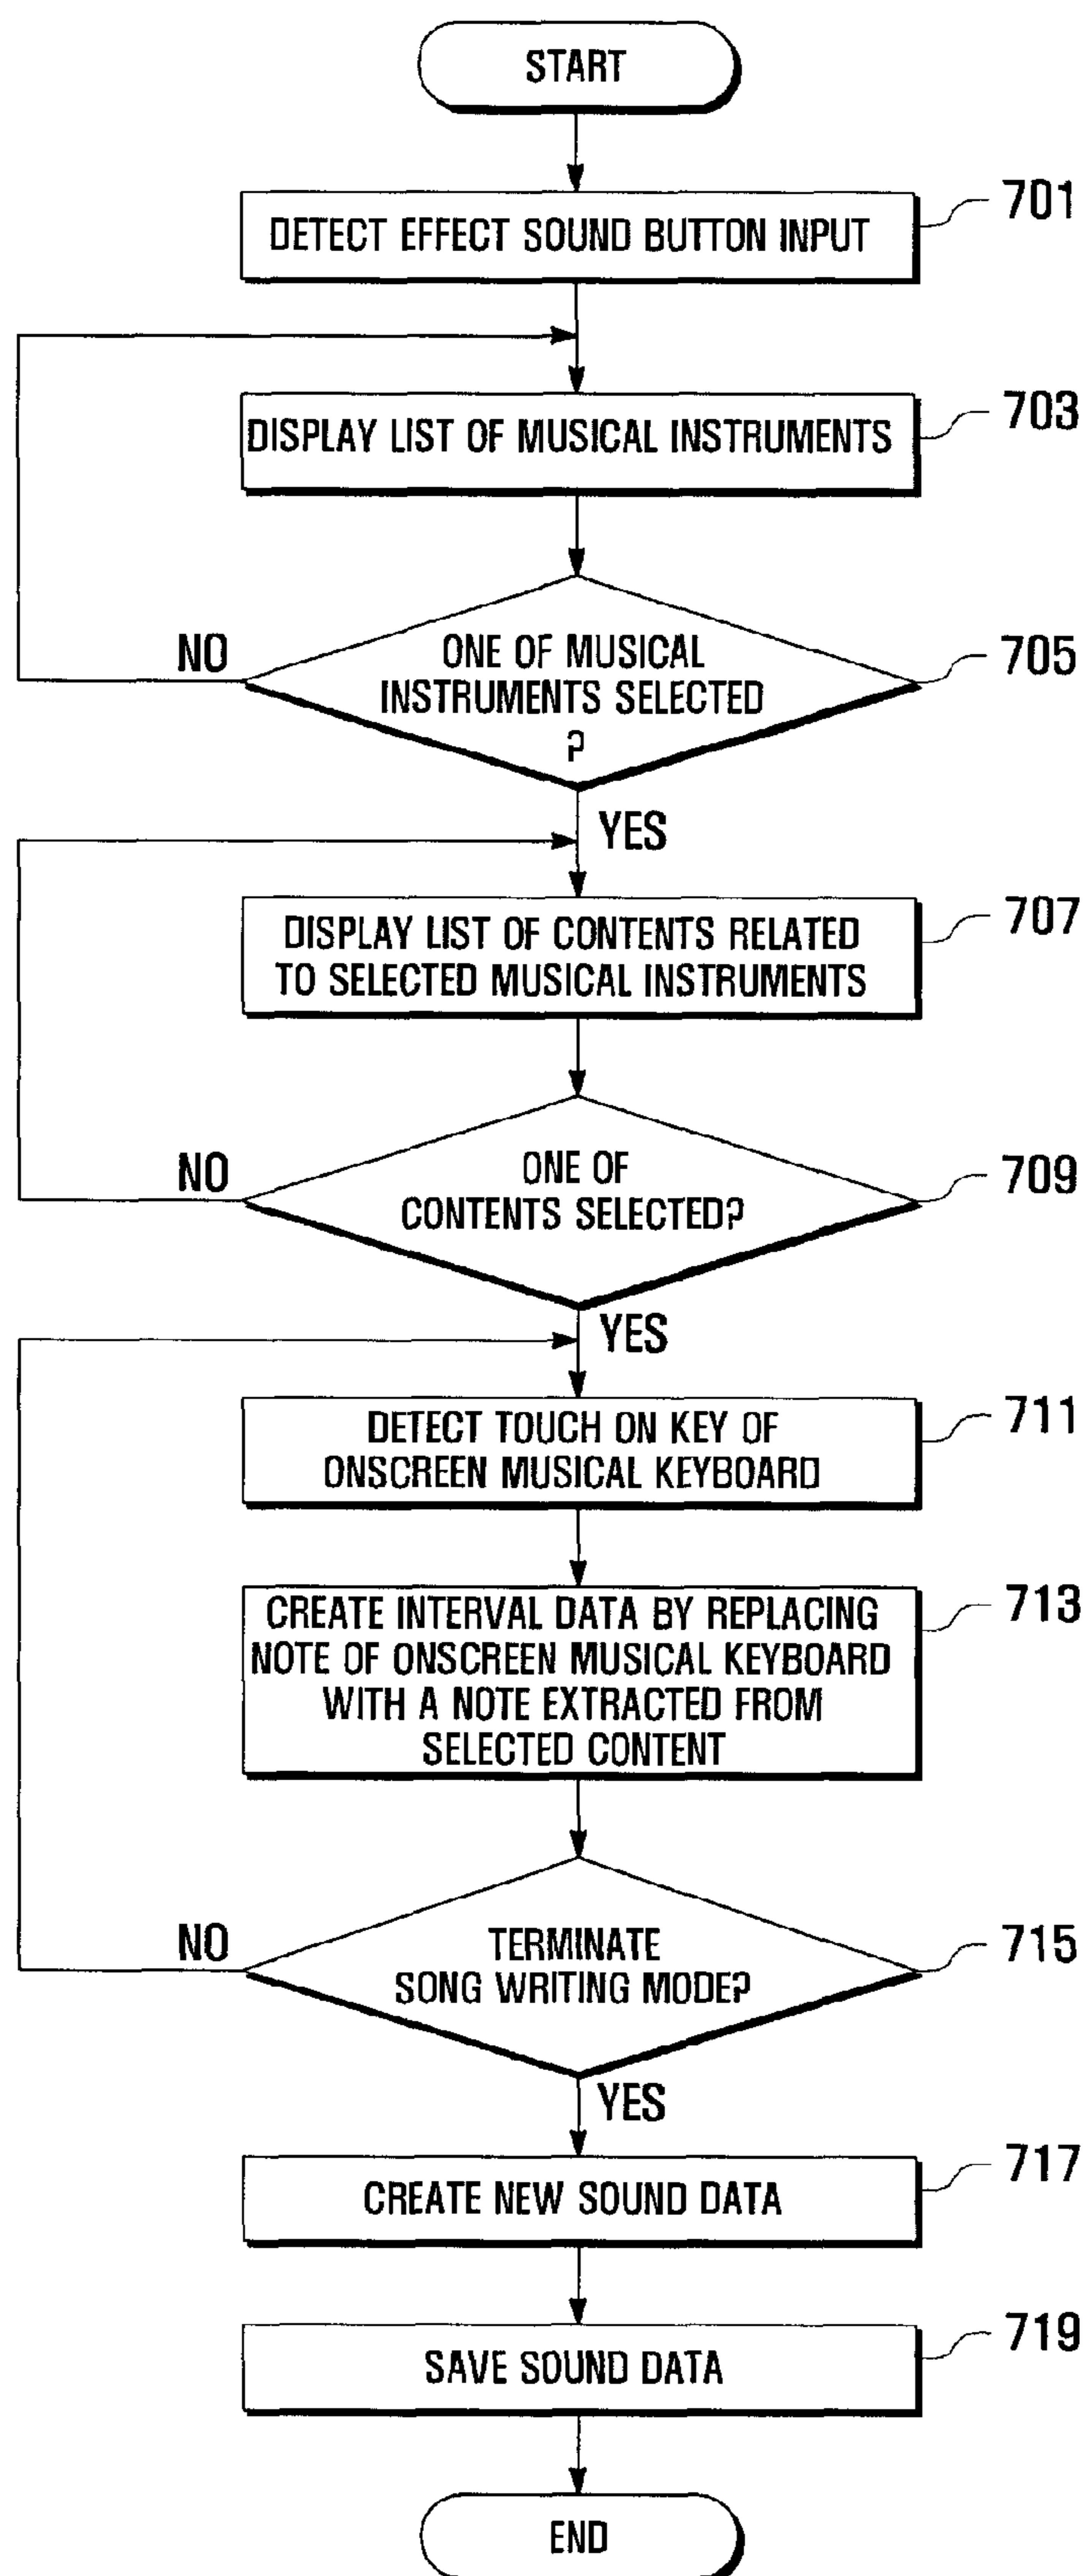 START
DETECT EFFECT SOUND BUTTON INPUT
701
DISPLAY LIST OF MUSICAL INSTRUMENTS
703
ONE OF MUSICAL
INSTRUMENTS SELECTED
?
705
NO
YES
DISPLAY LIST OF CONTENTS RELATED
TO SELECTED MUSICAL INSTRUMENTS
707
ONE OF
CONTENTS SELECTED?
709
NO
YES
DETECT TOUCH ON KEY OF
ONSCREEN MUSICAL KEYBOARD
711
CREATE INTERVAL DATA BY REPLACING
NOTE OF ONSCREEN MUSICAL KEYBOARD
WITH A NOTE EXTRACTED FROM
SELECTED CONTENT
713
TERMINATE
SONG WRITING MODE?
715
NO
YES
CREATE NEW SOUND DATA
717
SAVE SOUND DATA
719
END